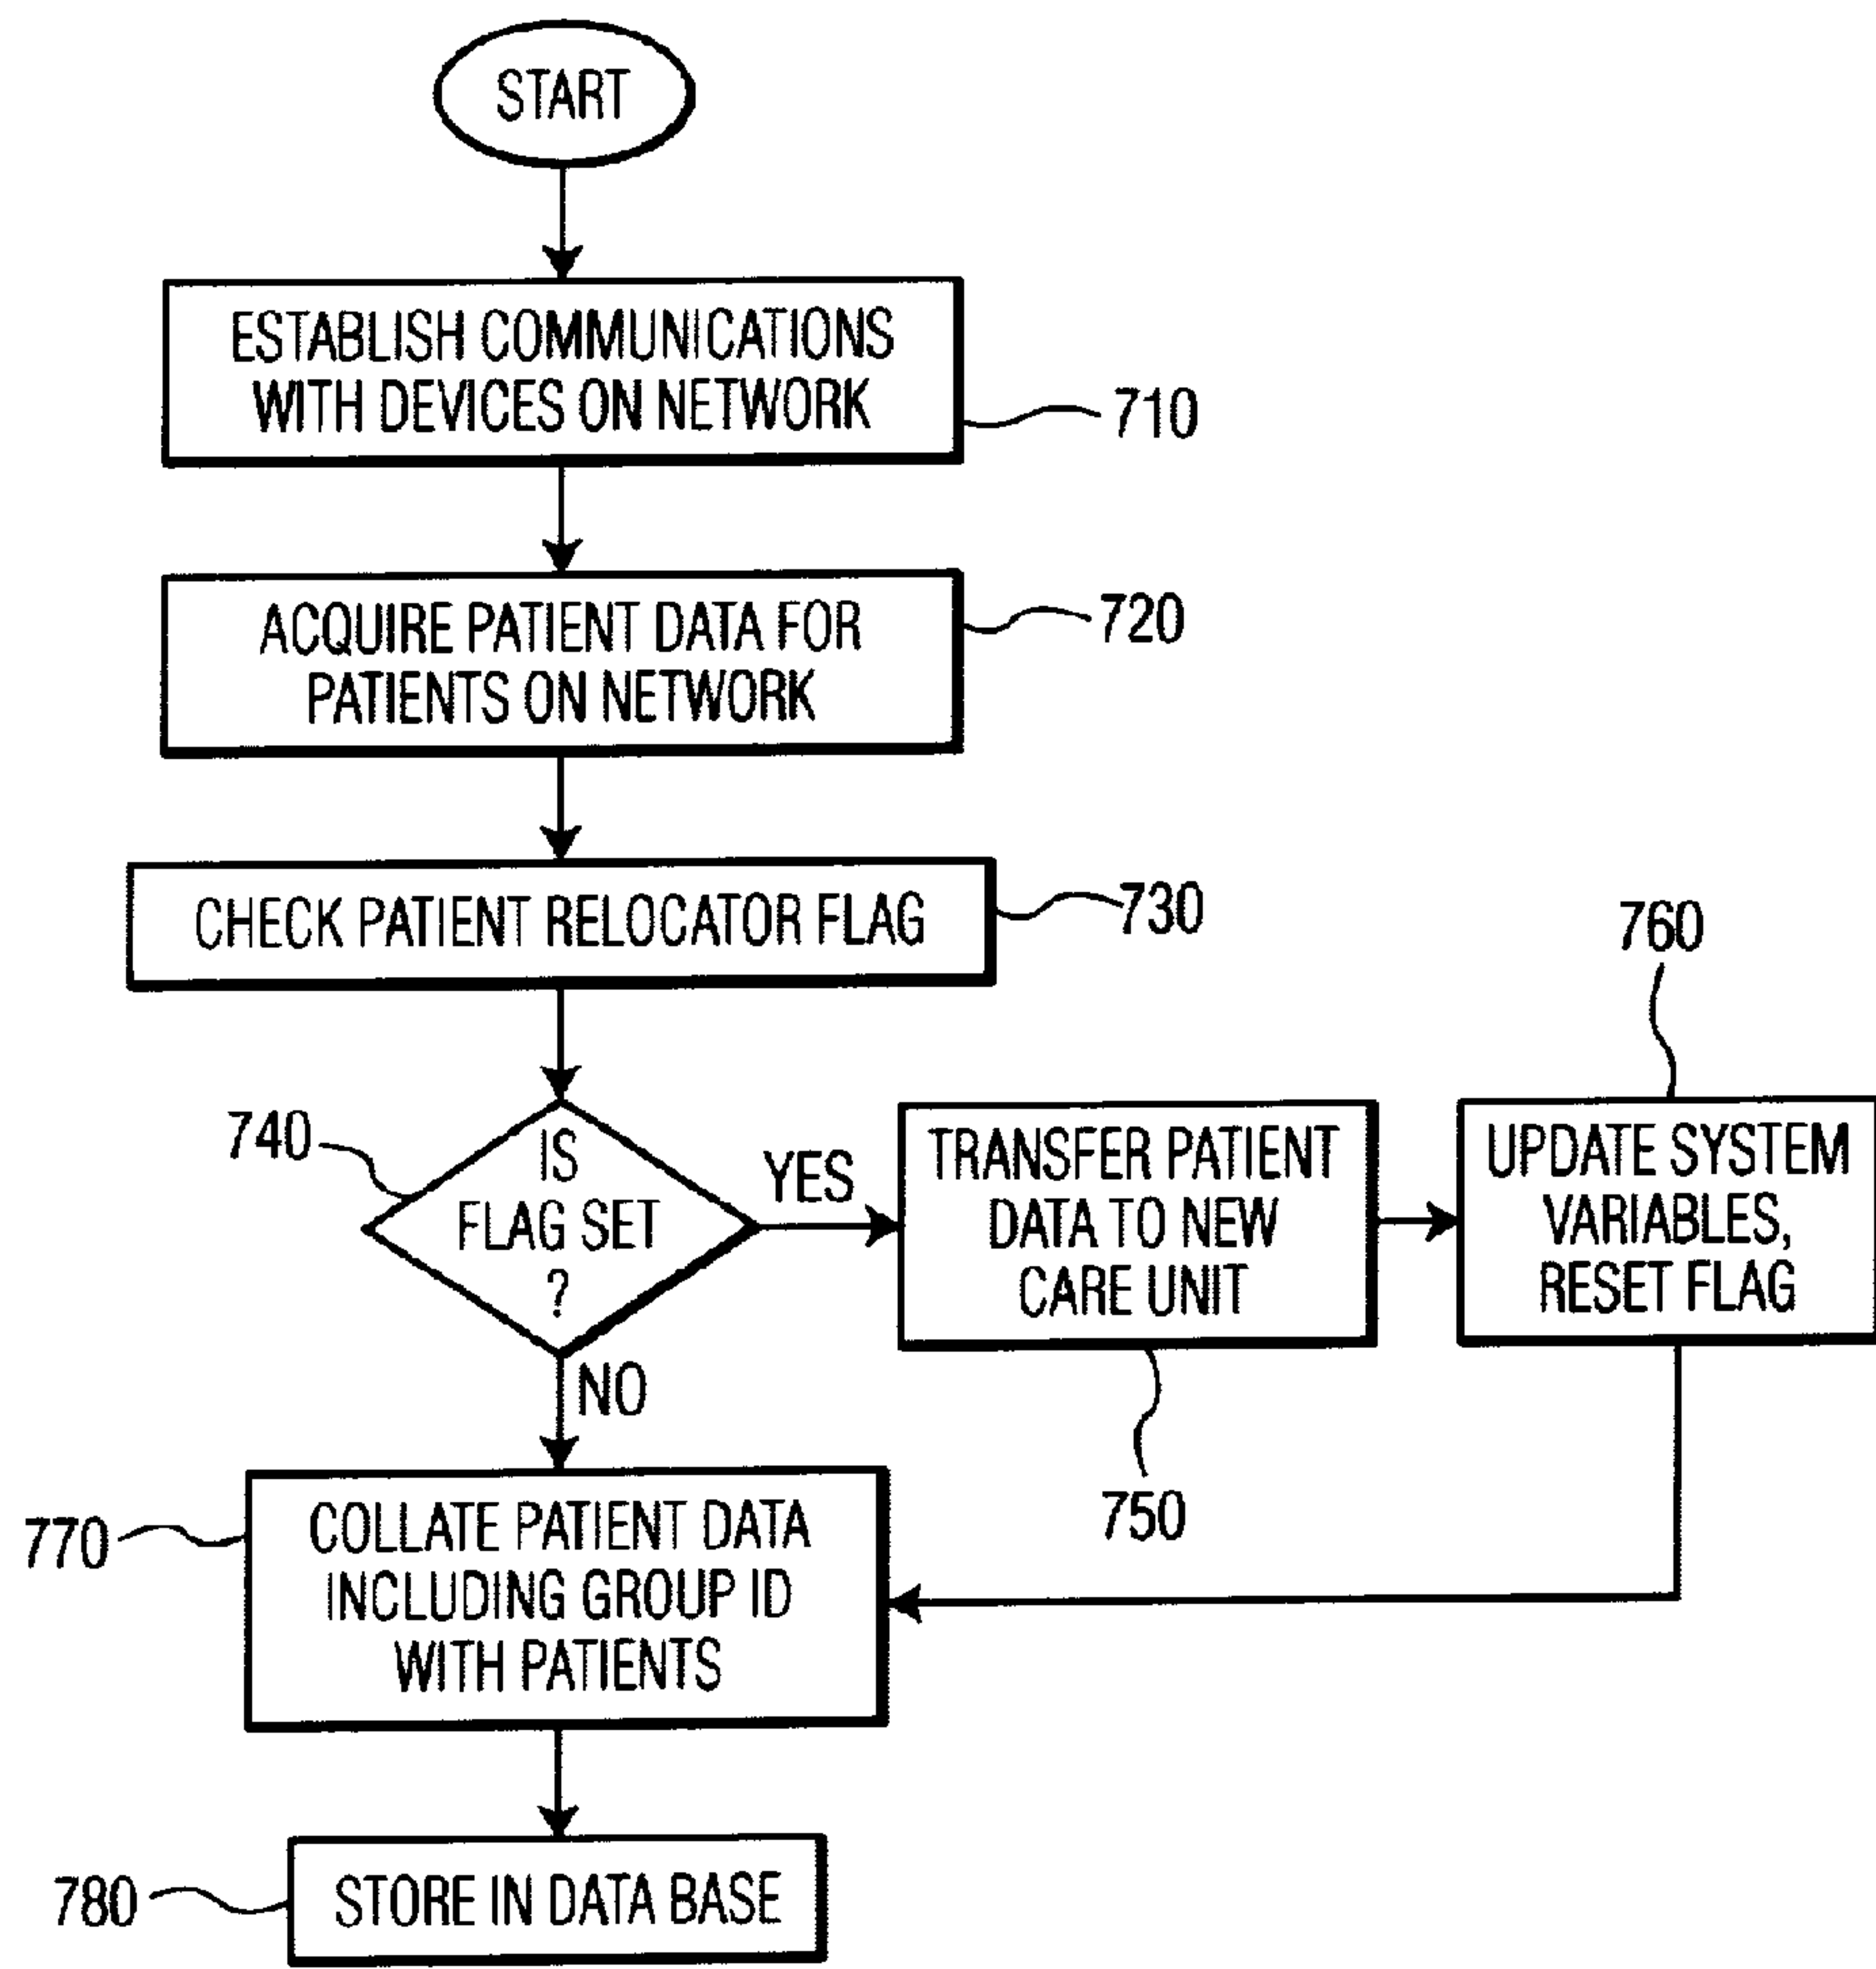 START
ESTABLISH COMMUNICATIONS
WITH DEVICES ON NETWORK
710
ACQUIRE PATIENT DATA FOR
PATIENTS ON NETWORK
720
CHECK PATIENT RELOCATOR FLAG
730
740
IS
FLAG SET
?
YES
NO
TRANSFER PATIENT
DATA TO NEW
CARE UNIT
750
760
UPDATE SYSTEM
VARIABLES,
RESET FLAG
770
COLLATE PATIENT DATA
INCLUDING GROUP ID
WITH PATIENTS
780
STORE IN DATA BASE